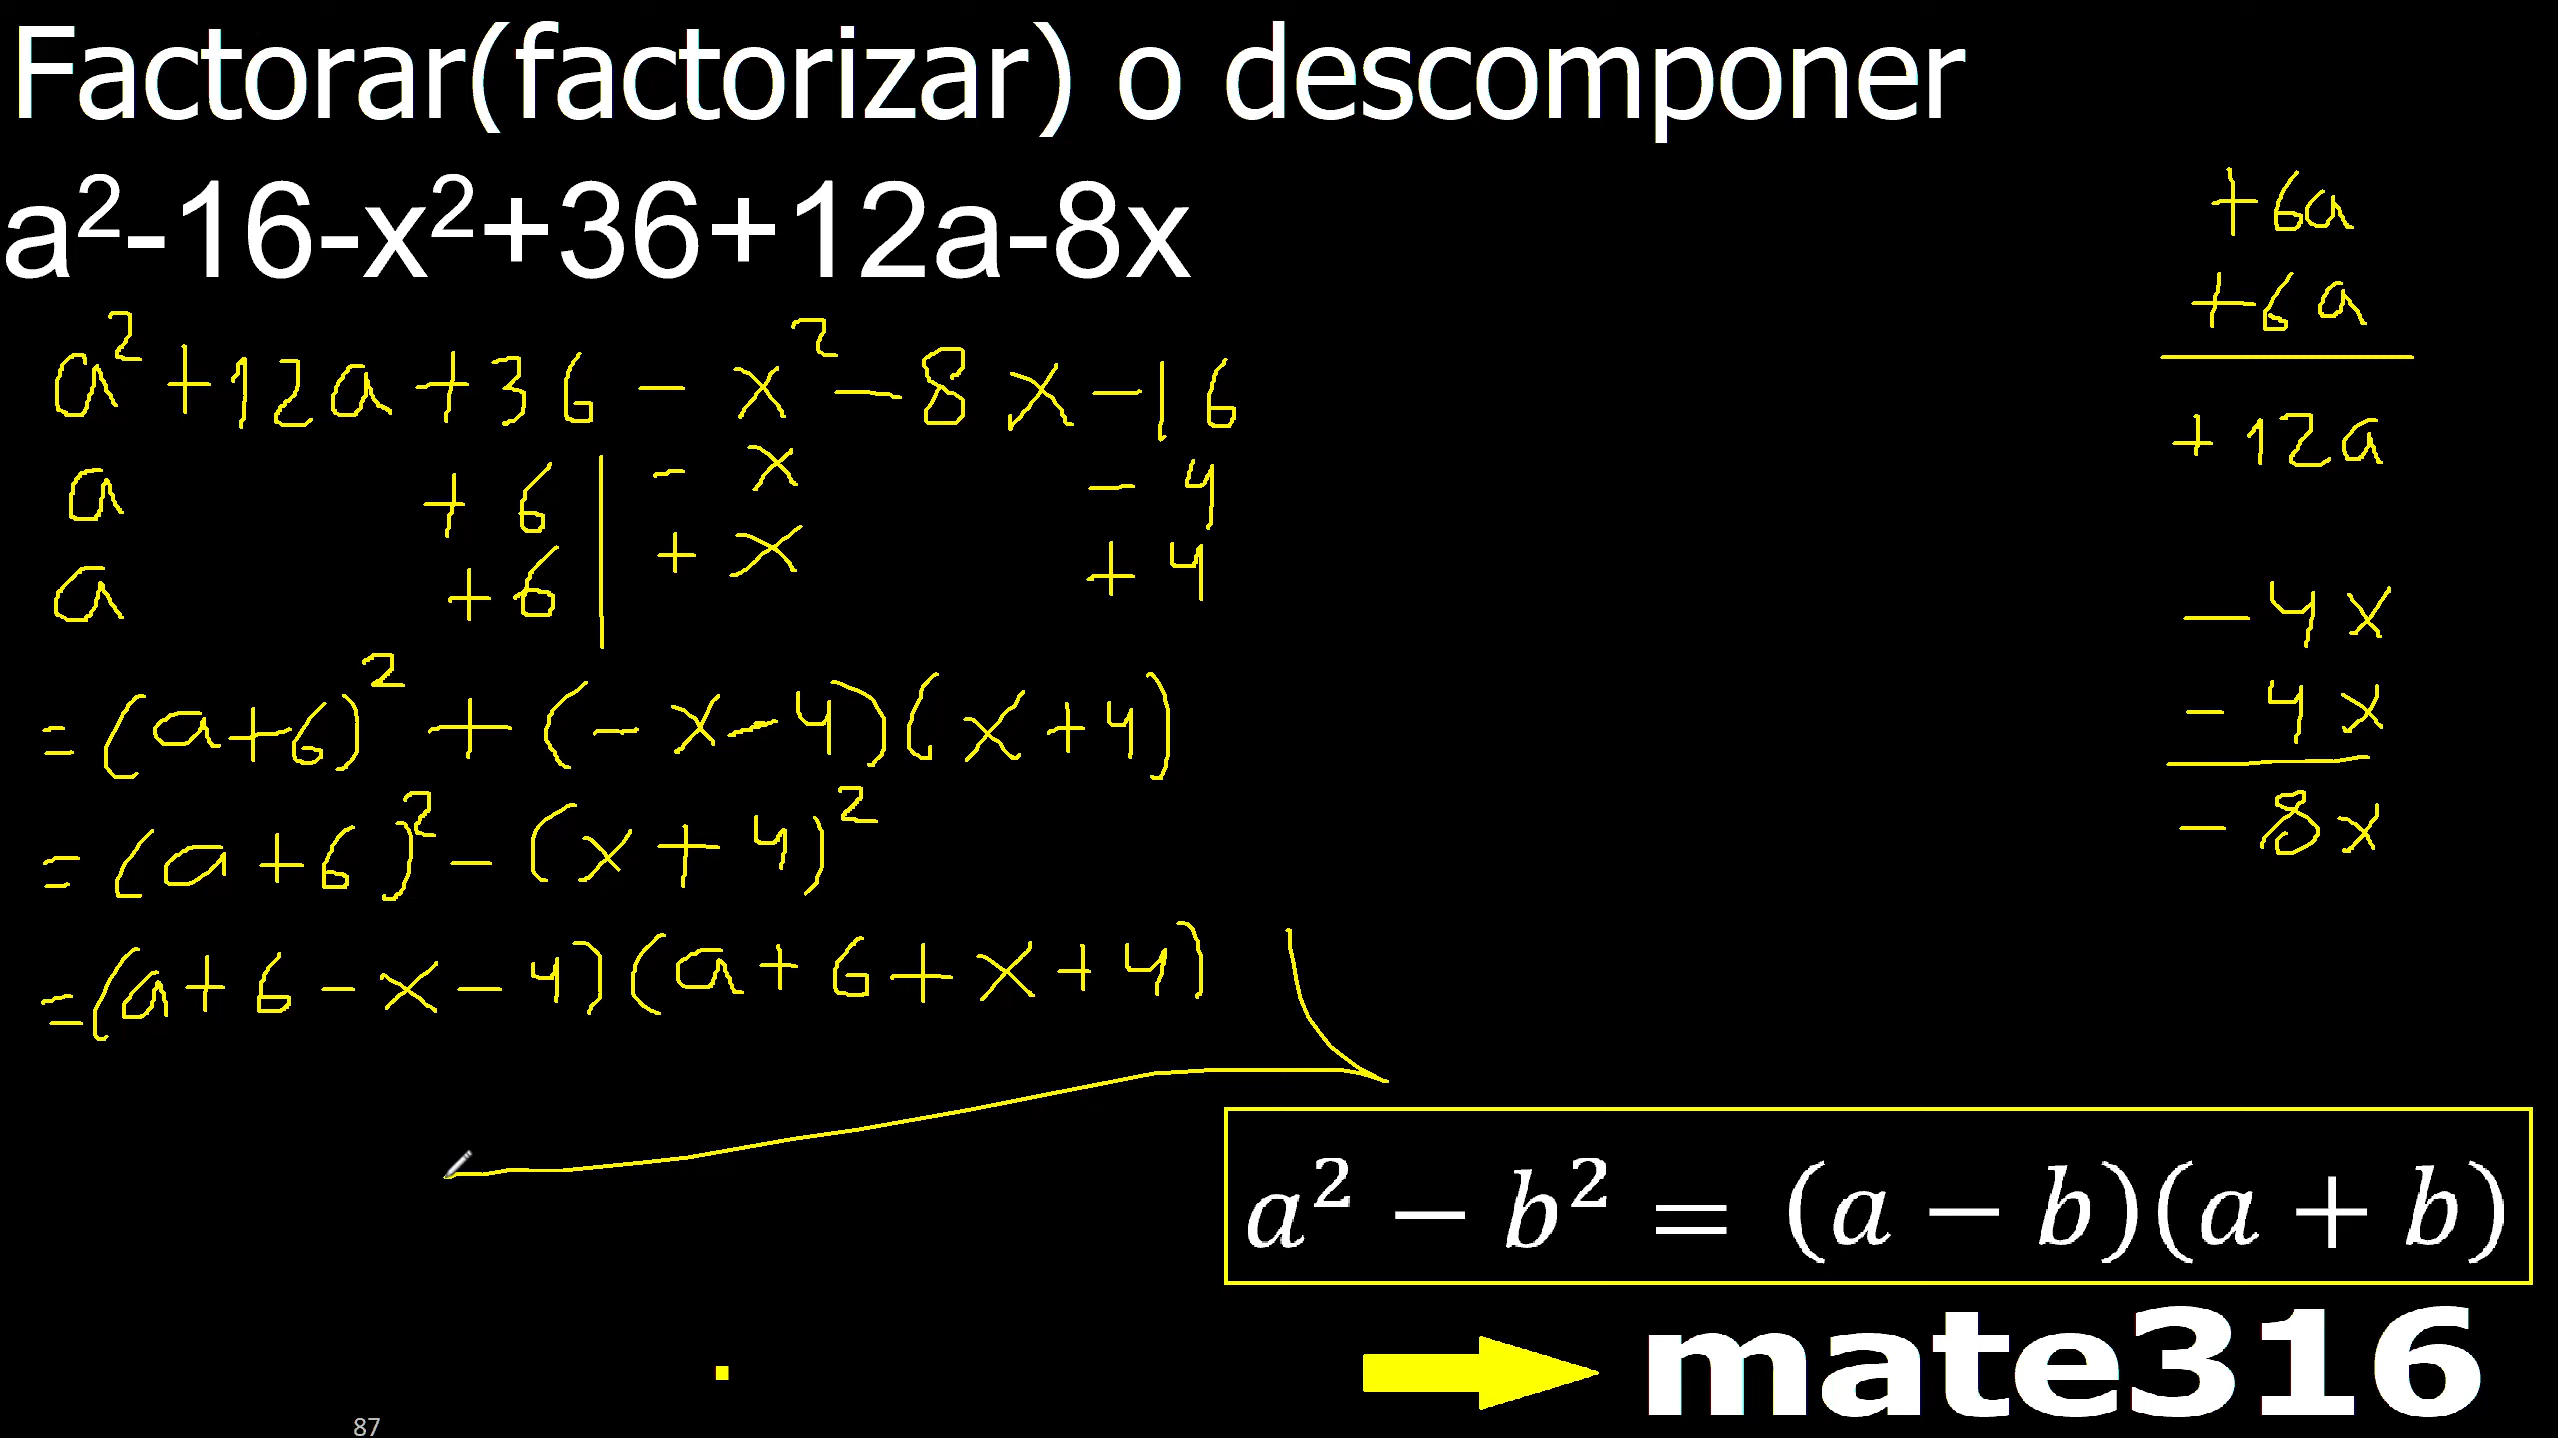 Factorar(factorizar) o descomponer
a²-16-x²+36+12a-8x
a² +12a +36 - x² - 8x -16
a + 6 | - x - 4
a + 6 | + x + 4
= (a+6)² + (-x-4)(x+4)
= (a+6)² - (x+4)²
= (a+6-x-4)(a+6+x+4)
+6a
+6a
+12a
-4x
-4x
-8x
a² − b² = (a − b)(a + b)
mate316
87